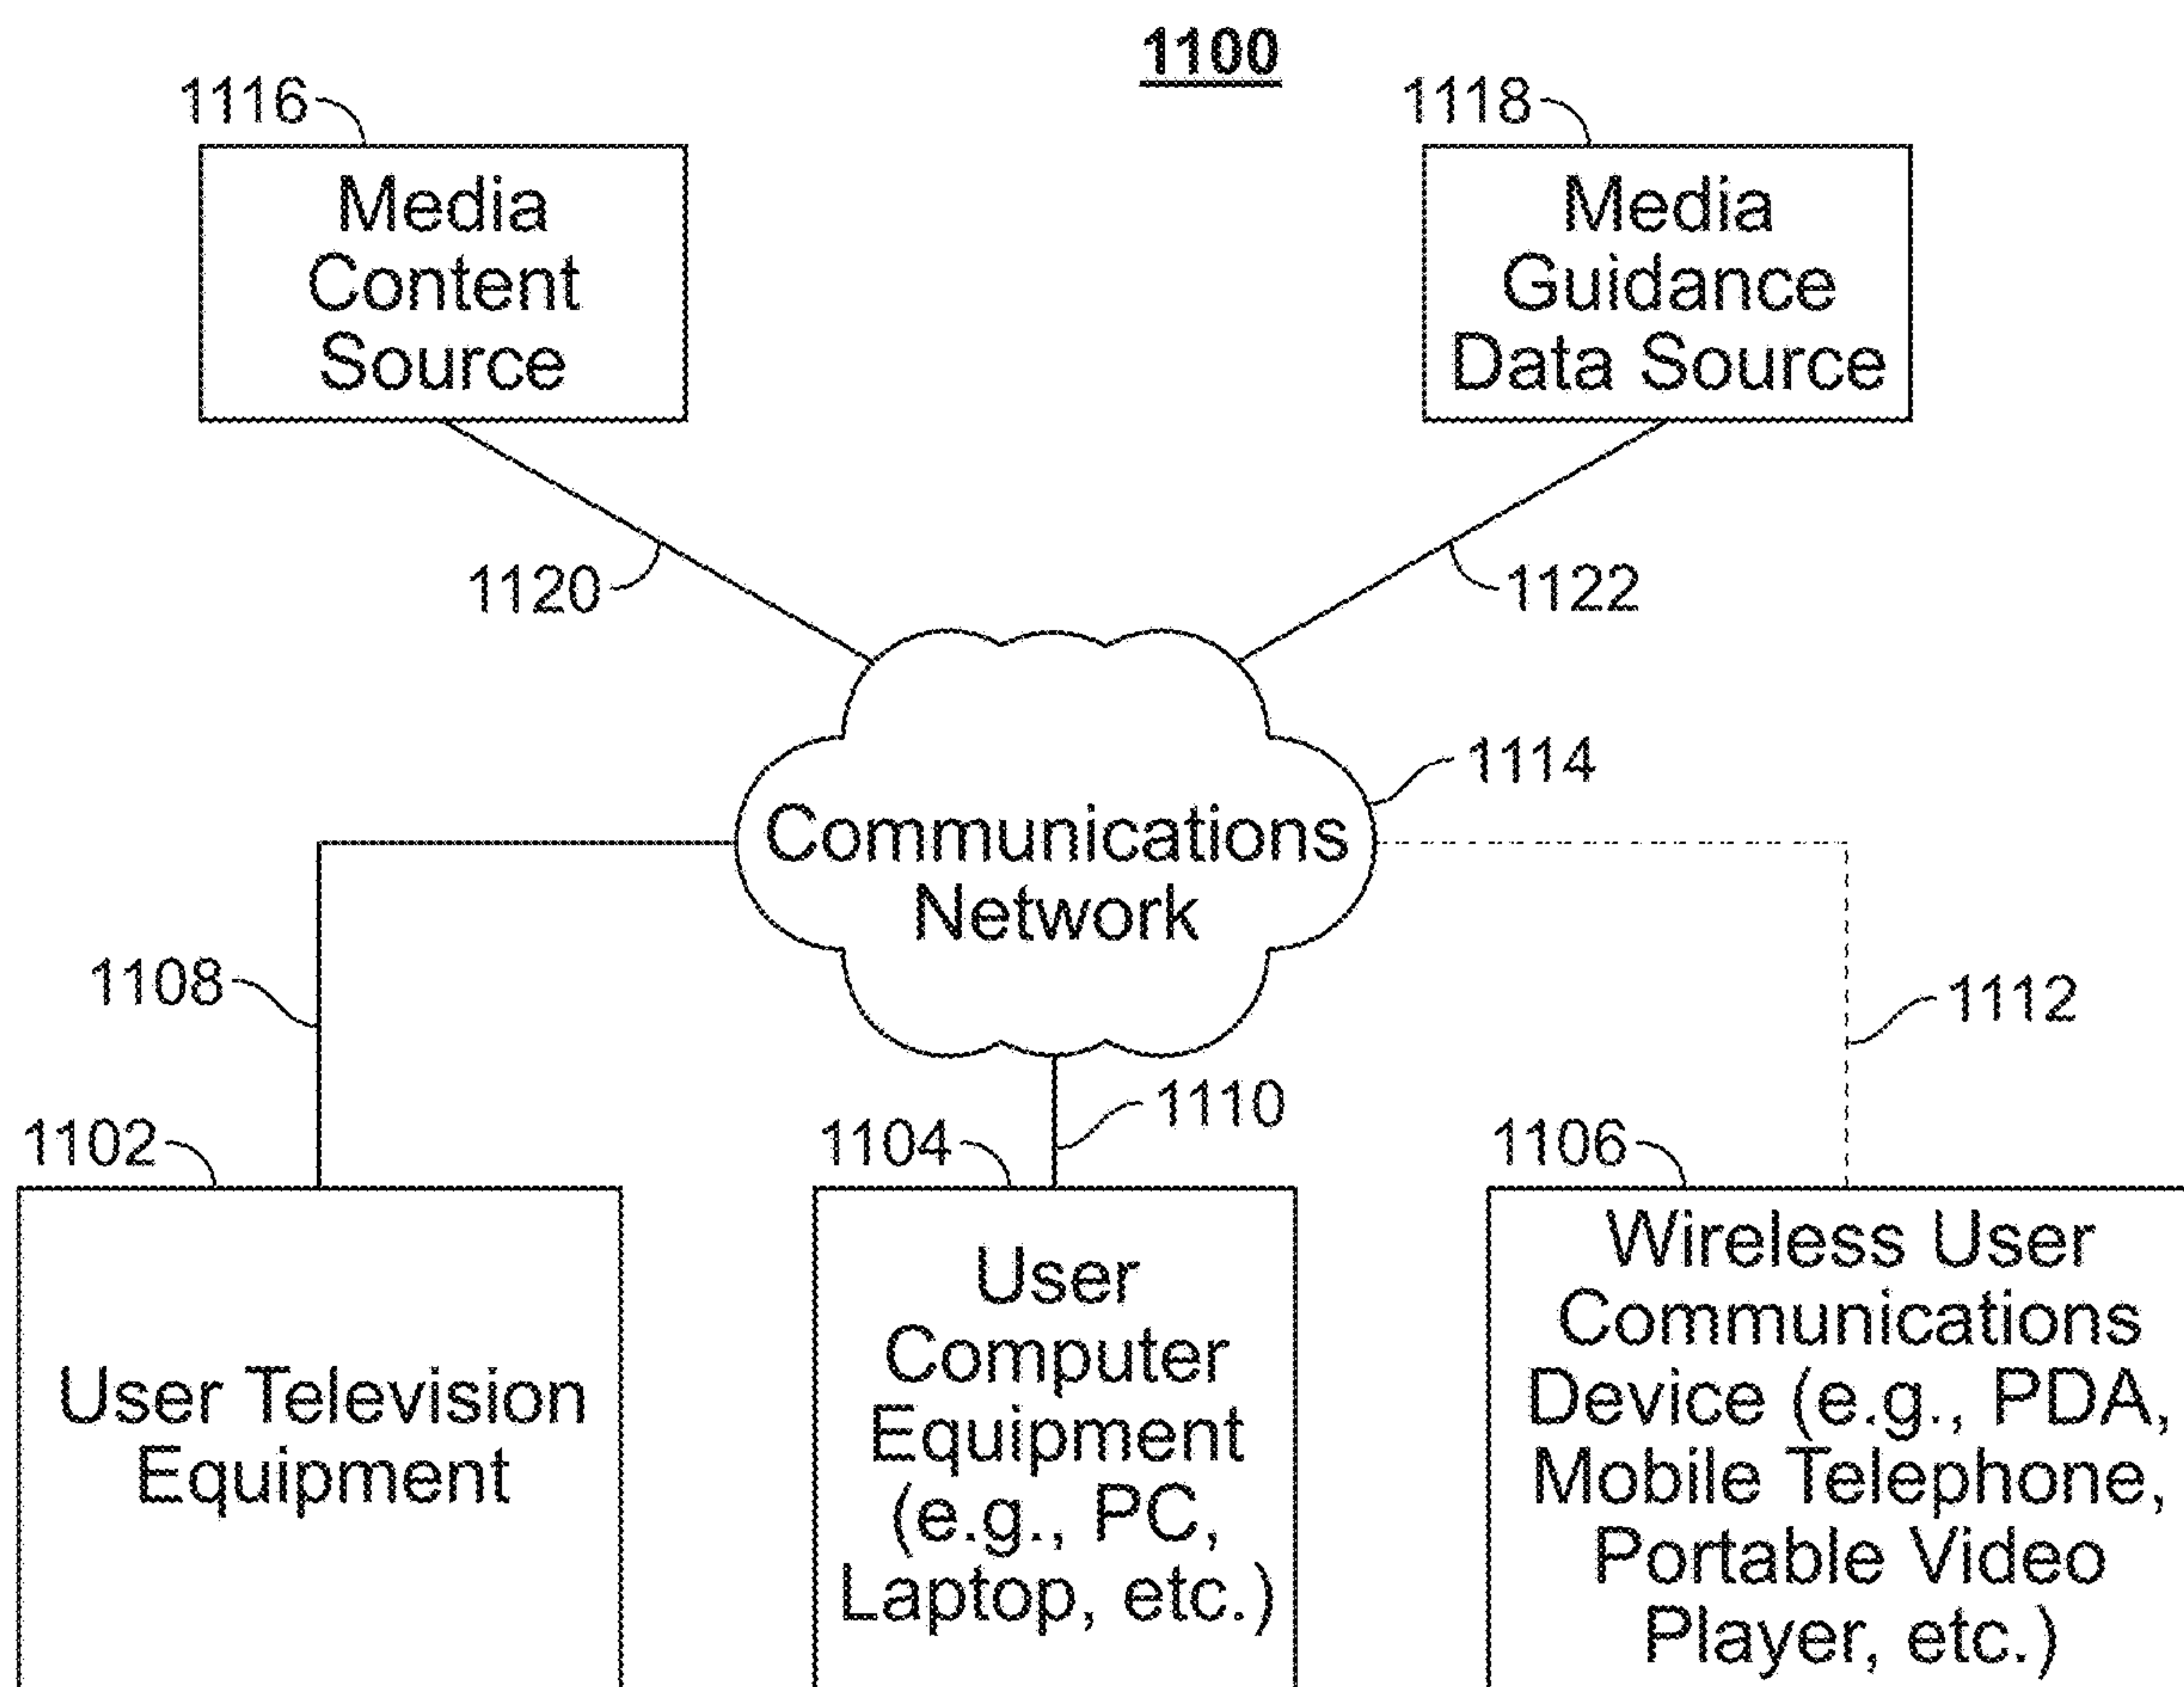 1100
1116
1118
Media
Content
Source
Media
Guidance
Data Source
1120
1122
1114
Communications
Network
1108
1112
1110
1102
1104
1106
User Television
Equipment
User
Computer
Equipment
(e.g., PC,
Laptop, etc.)
Wireless User
Communications
Device (e.g., PDA,
Mobile Telephone,
Portable Video
Player, etc.)